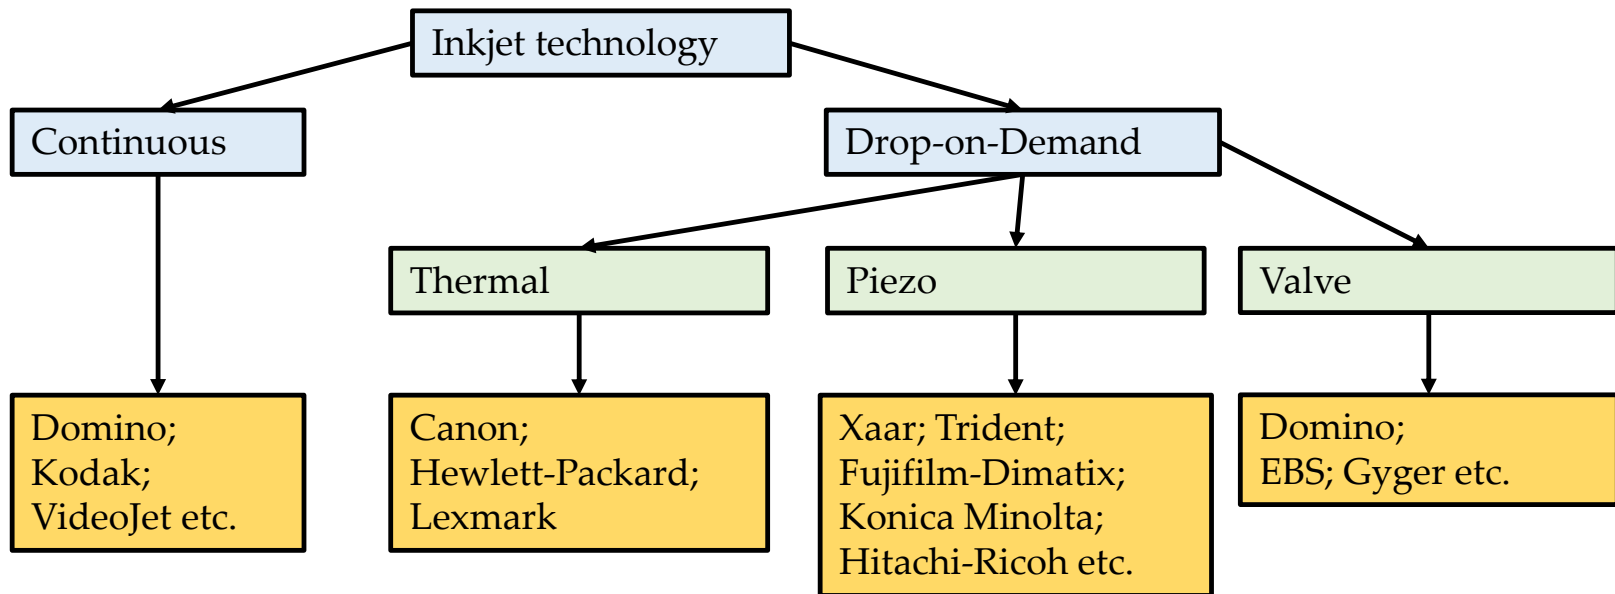 Inkjet technology
Continuous
Drop-on-Demand
Thermal
Piezo
Valve
Domino;
Kodak;
VideoJet etc.
Canon;
Hewlett-Packard;
Lexmark
Xaar; Trident;
Fujifilm-Dimatix;
Konica Minolta;
Hitachi-Ricoh etc.
Domino;
EBS; Gyger etc.